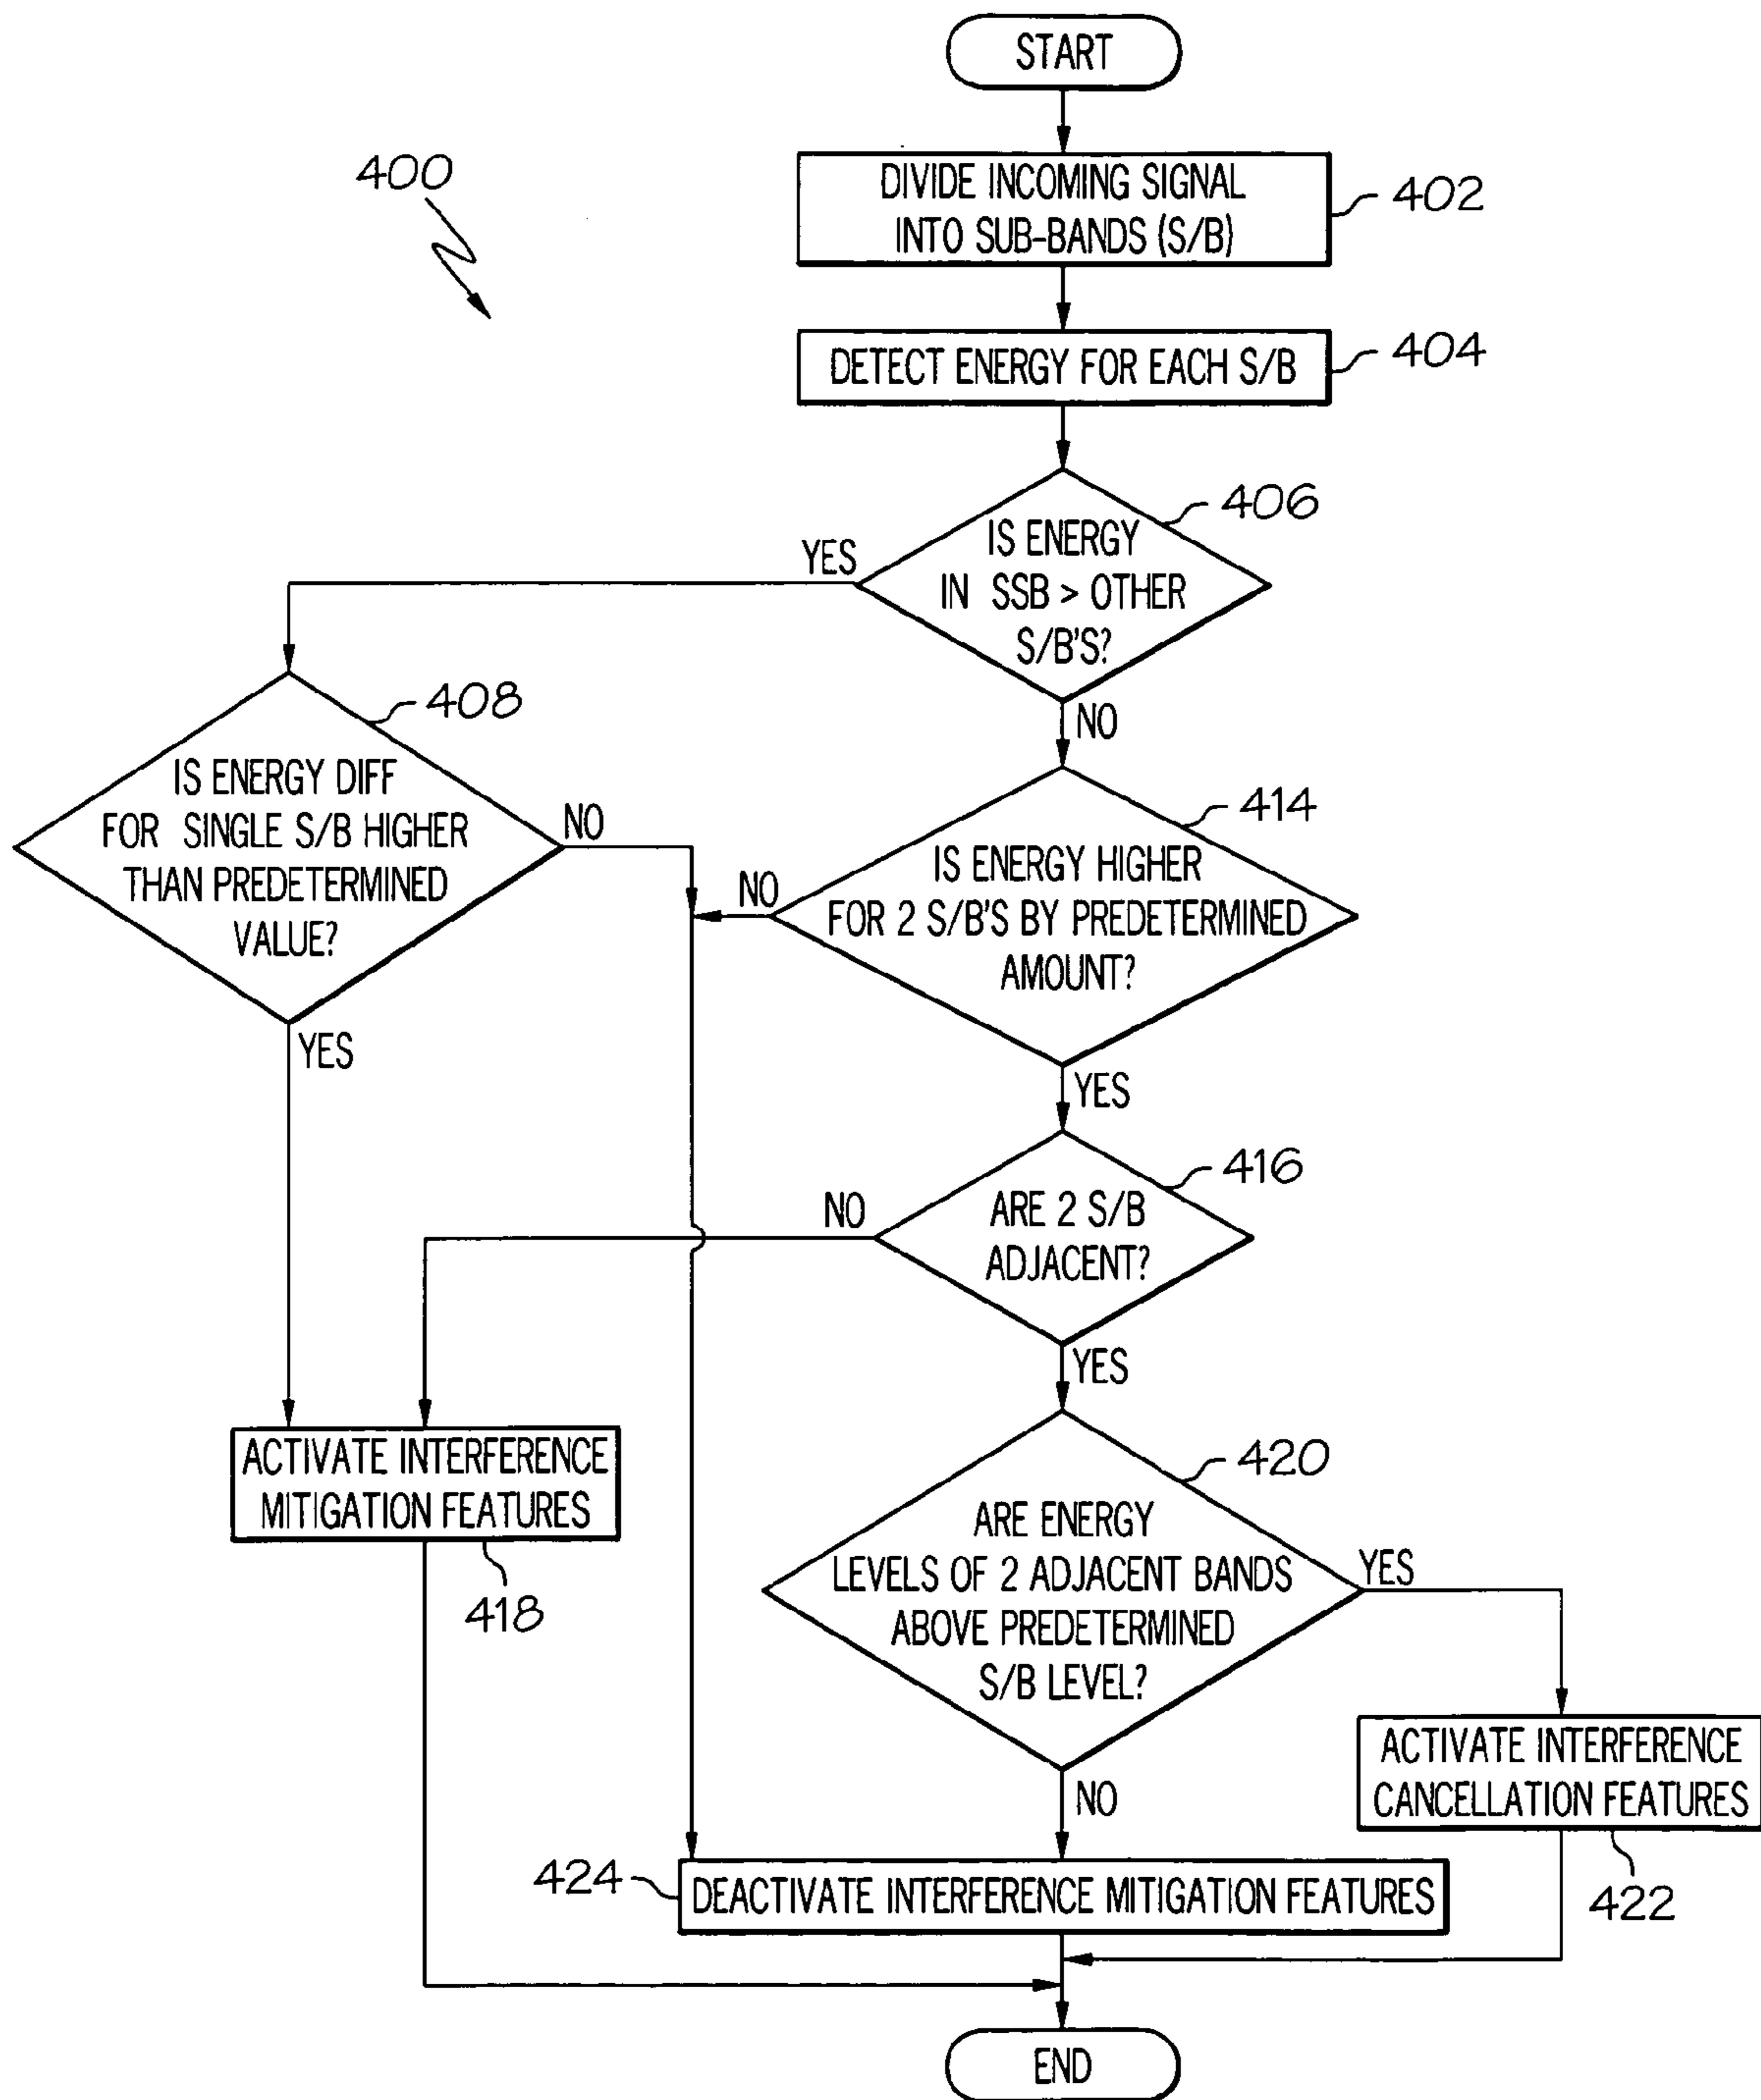 START
400
DIVIDE INCOMING SIGNAL
INTO SUB-BANDS (S/B)
402
DETECT ENERGY FOR EACH S/B
404
406
IS ENERGY
IN SSB > OTHER
S/B'S?
YES
NO
408
IS ENERGY DIFF
FOR SINGLE S/B HIGHER
THAN PREDETERMINED
VALUE?
NO
YES
414
IS ENERGY HIGHER
FOR 2 S/B'S BY PREDETERMINED
AMOUNT?
NO
YES
416
ARE 2 S/B
ADJACENT?
NO
YES
ACTIVATE INTERFERENCE
MITIGATION FEATURES
418
420
ARE ENERGY
LEVELS OF 2 ADJACENT BANDS
ABOVE PREDETERMINED
S/B LEVEL?
YES
NO
ACTIVATE INTERFERENCE
CANCELLATION FEATURES
422
424
DEACTIVATE INTERFERENCE MITIGATION FEATURES
END